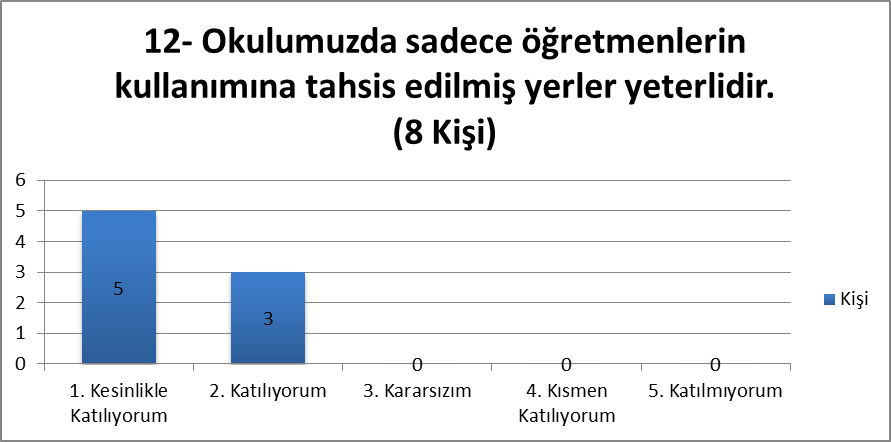 12- Okulumuzda sadece öğretmenlerin
kullanımına tahsis edilmiş yerler yeterlidir.
(8 Kişi)
6
5
4
3
2
1
0
5
3
0
0
0
1. Kesinlikle
Katılıyorum
2. Katılıyorum
3. Kararsızım
4. Kısmen
Katılıyorum
5. Katılmıyorum
Kişi